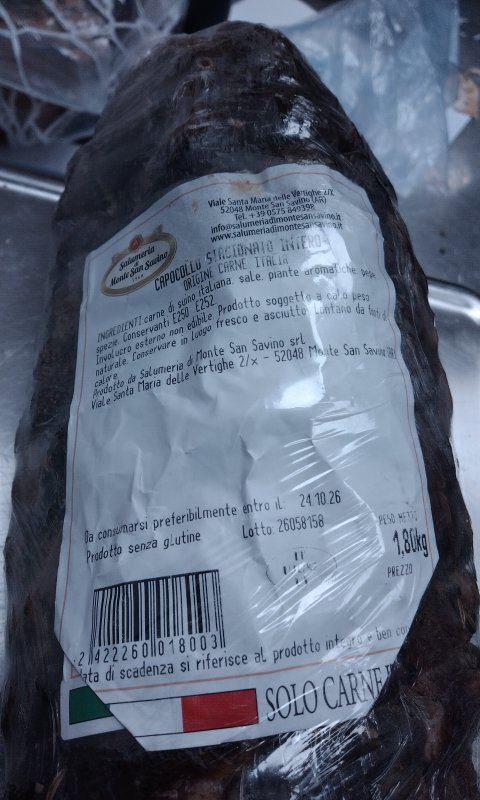 Viale Santa Maria delle Vertighe 2/x
52048 Monte San Savino (AR)
Tel. +39 0575 849398
info@salumeriadimontesansavino.it
www.salumeriadimontesansavino.it
Salumeria
di
Monte San Savino
CAPOCOLLO STAGIONATO INTERO
ORIGINE CARNE ITALIA
INGREDIENTI: carne di suino italiana, sale, piante aromatiche, pepe
spezie. Conservanti E250 E252
Involucro esterno non edibile. Prodotto soggetto a calo peso
naturale. Conservare in luogo fresco e asciutto lontano da fonti di
calore.
Prodotto da Salumeria di Monte San Savino srl
Viale Santa Maria delle Vertighe 2/x - 52048 Monte San Savino (AR)
Da consumarsi preferibilmente entro il: 24.10.26
Prodotto senza glutine Lotto: 26058158
PESO NETTO
1,80kg
PREZZO
2 422260 018003
Data di scadenza si riferisce al prodotto integro e ben
SOLO CARNE